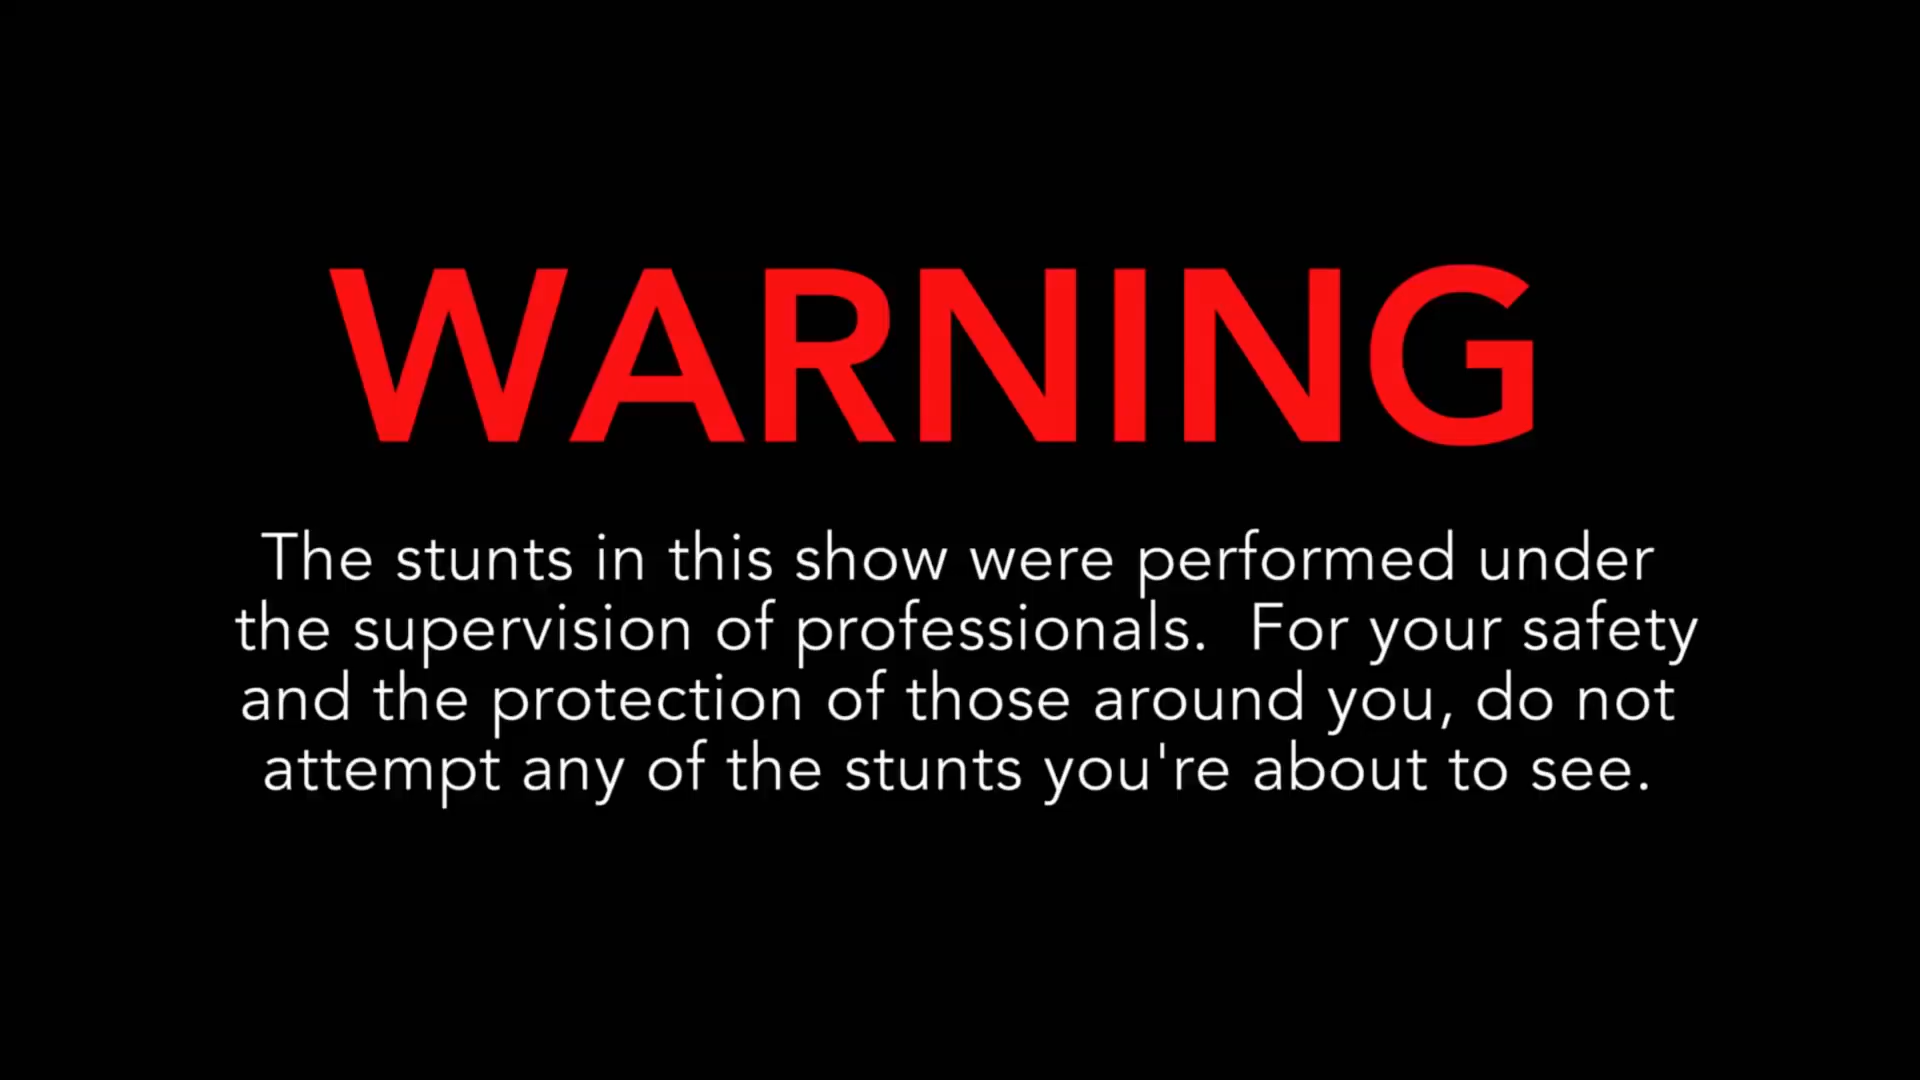 WARNING
The stunts in this show were performed under
the supervision of professionals.  For your safety
and the protection of those around you, do not
attempt any of the stunts you're about to see.